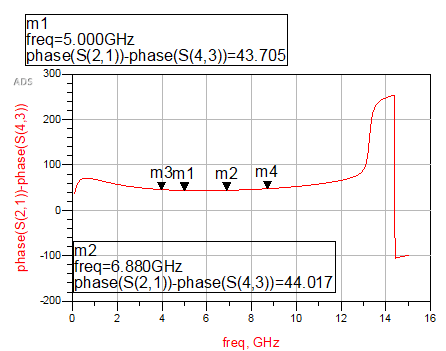 m1
freq=5.000GHz
phase(S(2,1))-phase(S(4,3))=43.705
ADS
300
200
100
0
-100
-200
phase(S(2,1))-phase(S(4,3))
m3 m1 m2 m4
m2
freq=6.880GHz
phase(S(2,1))-phase(S(4,3))=44.017
0 2 4 6 8 10 12 14 16
freq, GHz